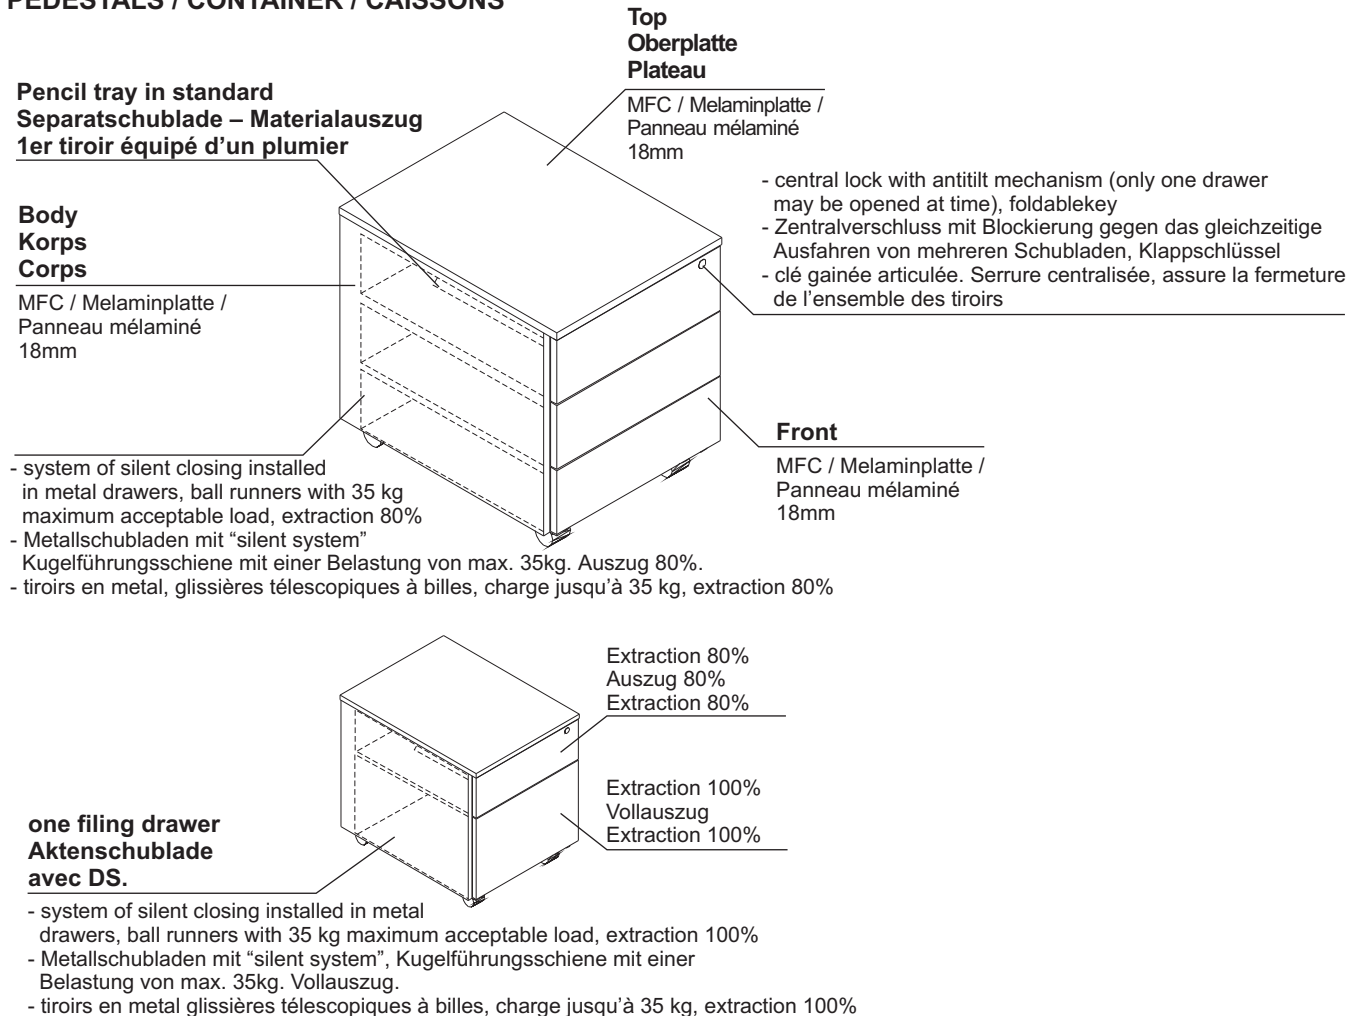 PEDESTALS / CONTAINER / CAISSONS
Top
Oberplatte
Plateau
MFC / Melaminplatte /
Panneau mélaminé
18mm
Pencil tray in standard
Separatschublade – Materialauszug
1er tiroir équipé d’un plumier
- central lock with antitilt mechanism (only one drawer
may be opened at time), foldablekey
- Zentralverschluss mit Blockierung gegen das gleichzeitige
Ausfahren von mehreren Schubladen, Klappschlüssel
- clé gainée articulée. Serrure centralisée, assure la fermeture
de l’ensemble des tiroirs
Body
Korps
Corps
MFC / Melaminplatte /
Panneau mélaminé
18mm
Front
MFC / Melaminplatte /
Panneau mélaminé
18mm
- system of silent closing installed
in metal drawers, ball runners with 35 kg
maximum acceptable load, extraction 80%
- Metallschubladen mit “silent system”
Kugelführungsschiene mit einer Belastung von max. 35kg. Auszug 80%.
- tiroirs en metal, glissières télescopiques à billes, charge jusqu’à 35 kg, extraction 80%
Extraction 80%
Auszug 80%
Extraction 80%
Extraction 100%
Vollauszug
Extraction 100%
one filing drawer
Aktenschublade
avec DS.
- system of silent closing installed in metal
drawers, ball runners with 35 kg maximum acceptable load, extraction 100%
- Metallschubladen mit “silent system”, Kugelführungsschiene mit einer
Belastung von max. 35kg. Vollauszug.
- tiroirs en metal glissières télescopiques à billes, charge jusqu’à 35 kg, extraction 100%